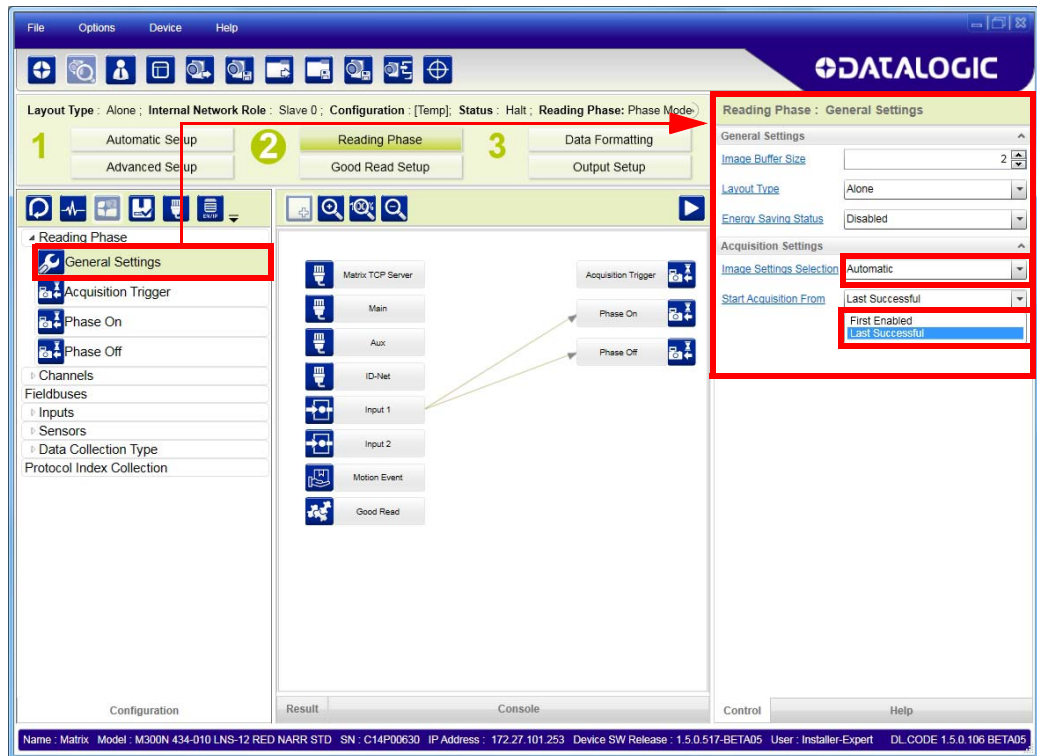 File Options Device Help
DATALOGIC
Layout Type : Alone ; Internal Network Role : Slave 0 ; Configuration : [Temp]; Status : Halt ; Reading Phase: Phase Mode
1 Automatic Setup 2 Reading Phase 3 Data Formatting
Advanced Setup Good Read Setup Output Setup
EN/IP
100%
Reading Phase
General Settings
Acquisition Trigger
Phase On
Phase Off
Channels
Fieldbuses
Inputs
Sensors
Data Collection Type
Protocol Index Collection
Configuration
Matrix TCP Server
Main
Aux
ID-Net
Input 1
Input 2
Motion Event
Good Read
Acquisition Trigger
Phase On
Phase Off
Result Console
Reading Phase : General Settings
General Settings
Image Buffer Size 2
Layout Type Alone
Energy Saving Status Disabled
Acquisition Settings
Image Settings Selection Automatic
Start Acquisition From Last Successful
First Enabled
Last Successful
Control Help
Name : Matrix Model : M300N 434-010 LNS-12 RED NARR STD SN : C14P00630 IP Address : 172.27.101.253 Device SW Release : 1.5.0.517-BETA05 User : Installer-Expert DL.CODE 1.5.0.106 BETA05